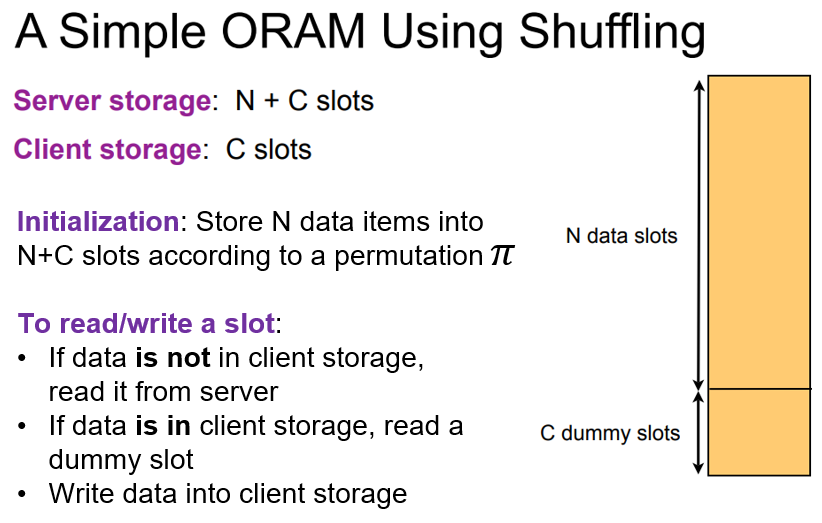 A Simple ORAM Using Shuffling
Server storage: N + C slots
Client storage: C slots
Initialization: Store N data items into
N+C slots according to a permutation π
To read/write a slot:
• If data is not in client storage,
read it from server
• If data is in client storage, read a
dummy slot
• Write data into client storage
N data slots
C dummy slots